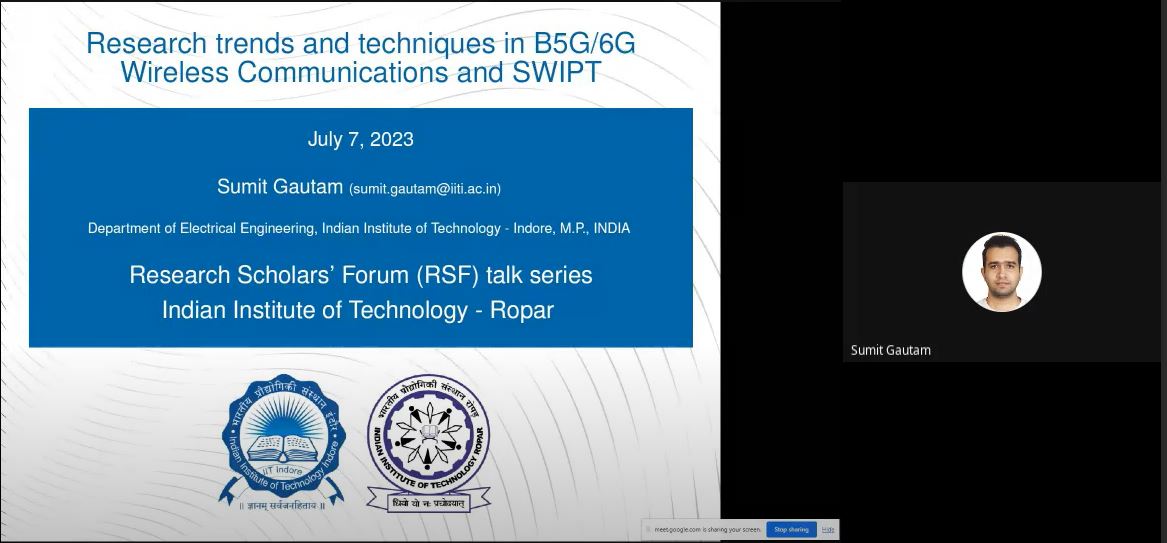 Research trends and techniques in B5G/6G
Wireless Communications and SWIPT
July 7, 2023
Sumit Gautam (sumit.gautam@iiti.ac.in)
Department of Electrical Engineering, Indian Institute of Technology - Indore, M.P., INDIA
Research Scholars’ Forum (RSF) talk series
Indian Institute of Technology - Ropar
Sumit Gautam
भारतीय प्रौद्योगिकी संस्थान इंदौर
IIT Indore
Indian Institute of Technology Indore
॥ ज्ञानम् सर्वजनहिताय ॥
भारतीय प्रौद्योगिकी संस्थान रोपड़
INDIAN INSTITUTE OF TECHNOLOGY ROPAR
धियो यो नः प्रचोदयात्
meet.google.com is sharing your screen.
Stop sharing
Hide